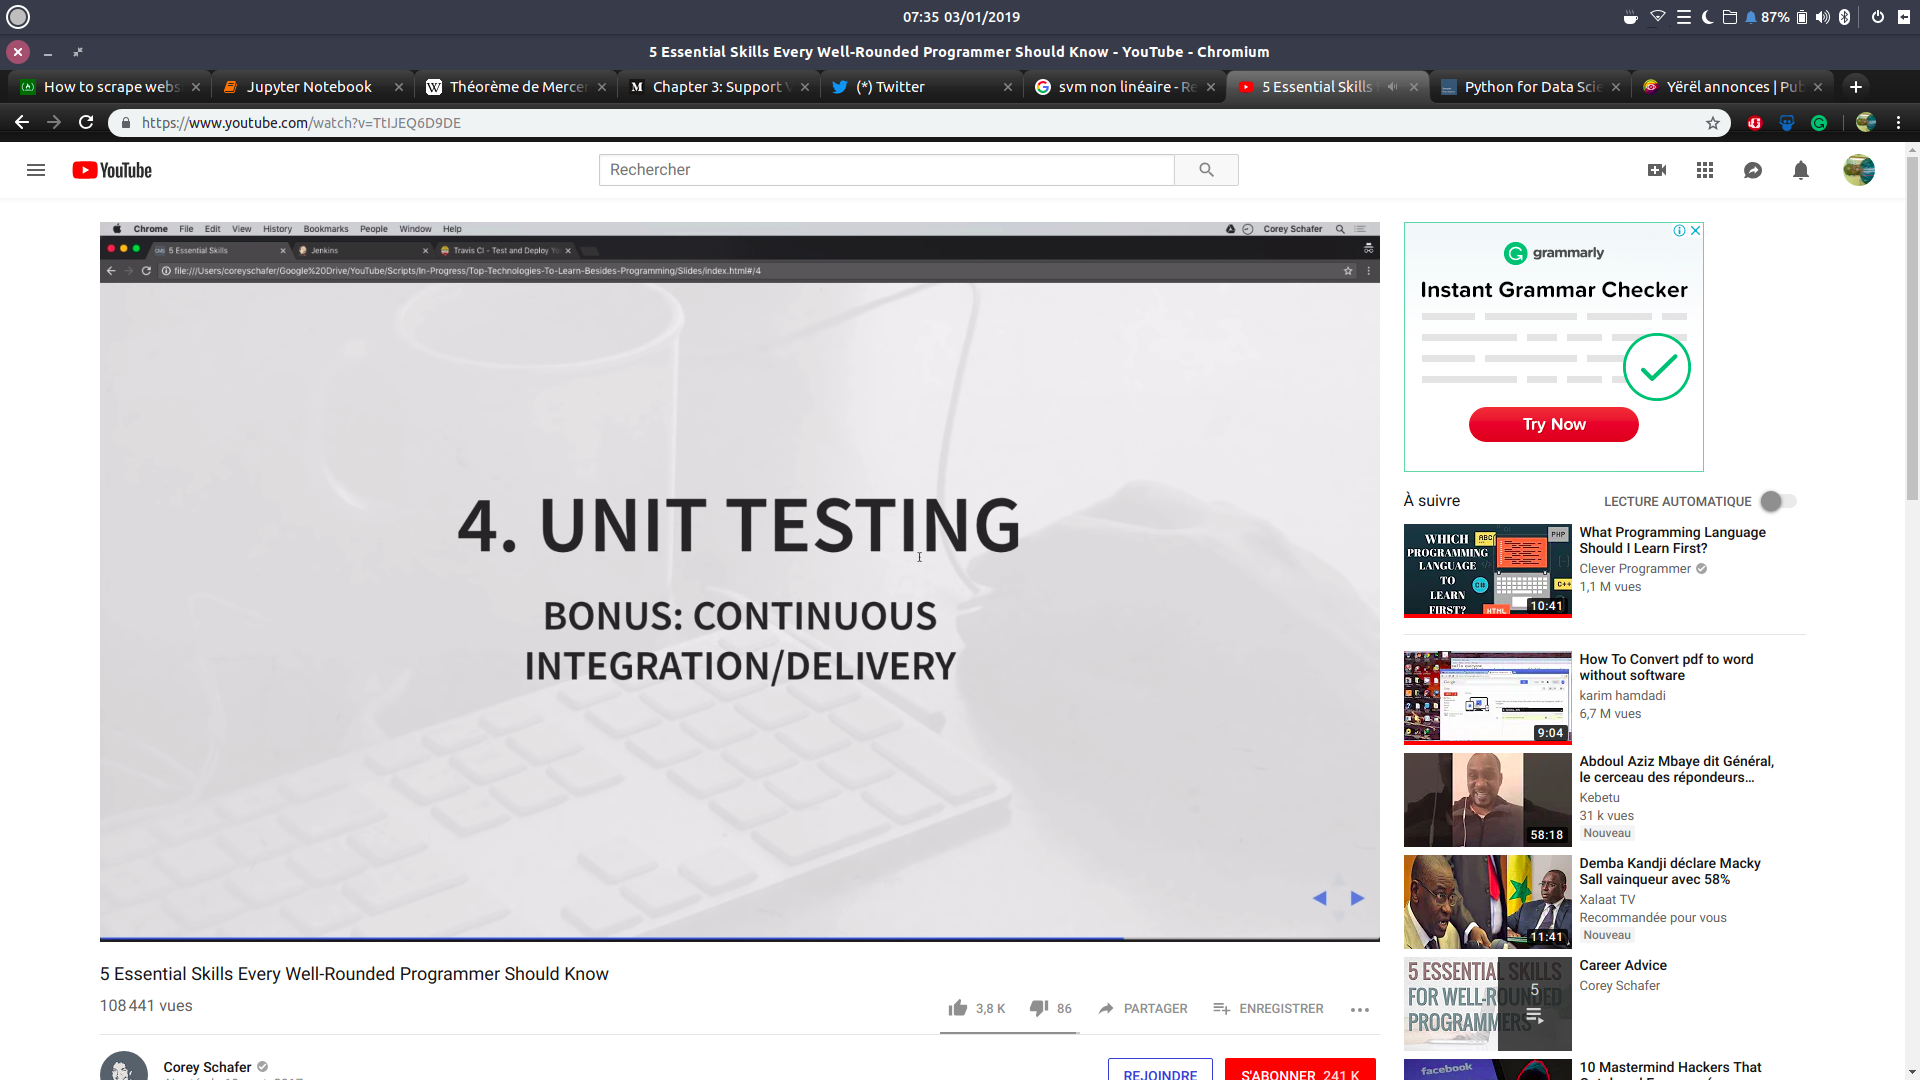 07:35 03/01/2019
87%
5 Essential Skills Every Well-Rounded Programmer Should Know - YouTube - Chromium
How to scrape webs
Jupyter Notebook
Théorème de Mercer
Chapter 3: Support V
(*) Twitter
svm non linéaire - Re
5 Essential Skills
Python for Data Scie
Yërël annonces | Pub
https://www.youtube.com/watch?v=TtIJEQ6D9DE
YouTube
Rechercher
Chrome File Edit View History Bookmarks People Window Help
Corey Schafer
5 Essential Skills
Jenkins
Travis CI - Test and Deploy Yo
file:///Users/coreyschafer/Google%20Drive/YouTube/Scripts/In-Progress/Top-Technologies-To-Learn-Besides-Programming/Slides/index.html#/4
4. UNIT TESTING
BONUS: CONTINUOUS
INTEGRATION/DELIVERY
5 Essential Skills Every Well-Rounded Programmer Should Know
108 441 vues
3,8 K
86
PARTAGER
ENREGISTRER
Corey Schafer
REJOINDRE
S'ABONNER 241 K
grammarly
Instant Grammar Checker
Try Now
À suivre
LECTURE AUTOMATIQUE
WHICH
PROGRAMMING
LANGUAGE
TO
LEARN
FIRST?
ABC
PHP
C#
C++
HTML
10:41
What Programming Language
Should I Learn First?
Clever Programmer
1,1 M vues
9:04
How To Convert pdf to word
without software
karim hamdadi
6,7 M vues
58:18
Abdoul Aziz Mbaye dit Général,
le cerceau des répondeurs...
Kebetu
31 k vues
Nouveau
11:41
Demba Kandji déclare Macky
Sall vainqueur avec 58%
Xalaat TV
Recommandée pour vous
Nouveau
5 ESSENTIAL SKILLS
FOR WELL-ROUNDED
PROGRAMMERS
5
Career Advice
Corey Schafer
facebook
10 Mastermind Hackers That